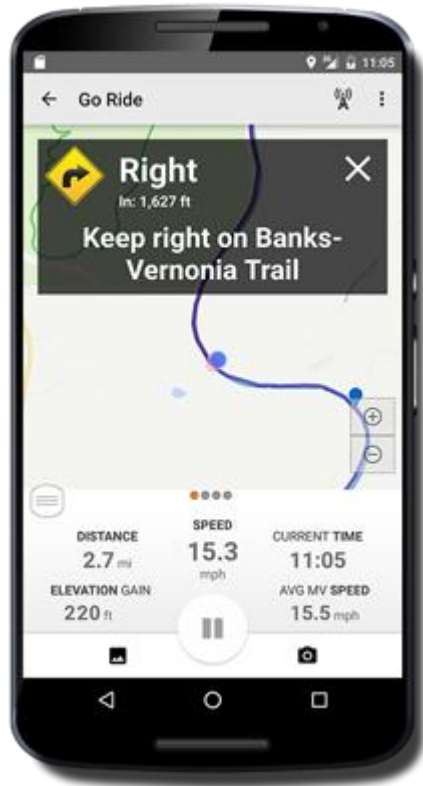 11:05
Go Ride
Right
In: 1,627 ft
Keep right on Banks-
Vernonia Trail
SPEED
15.3
mph
DISTANCE
2.7 mi
CURRENT TIME
11:05
ELEVATION GAIN
220 ft
AVG MV SPEED
15.5 mph